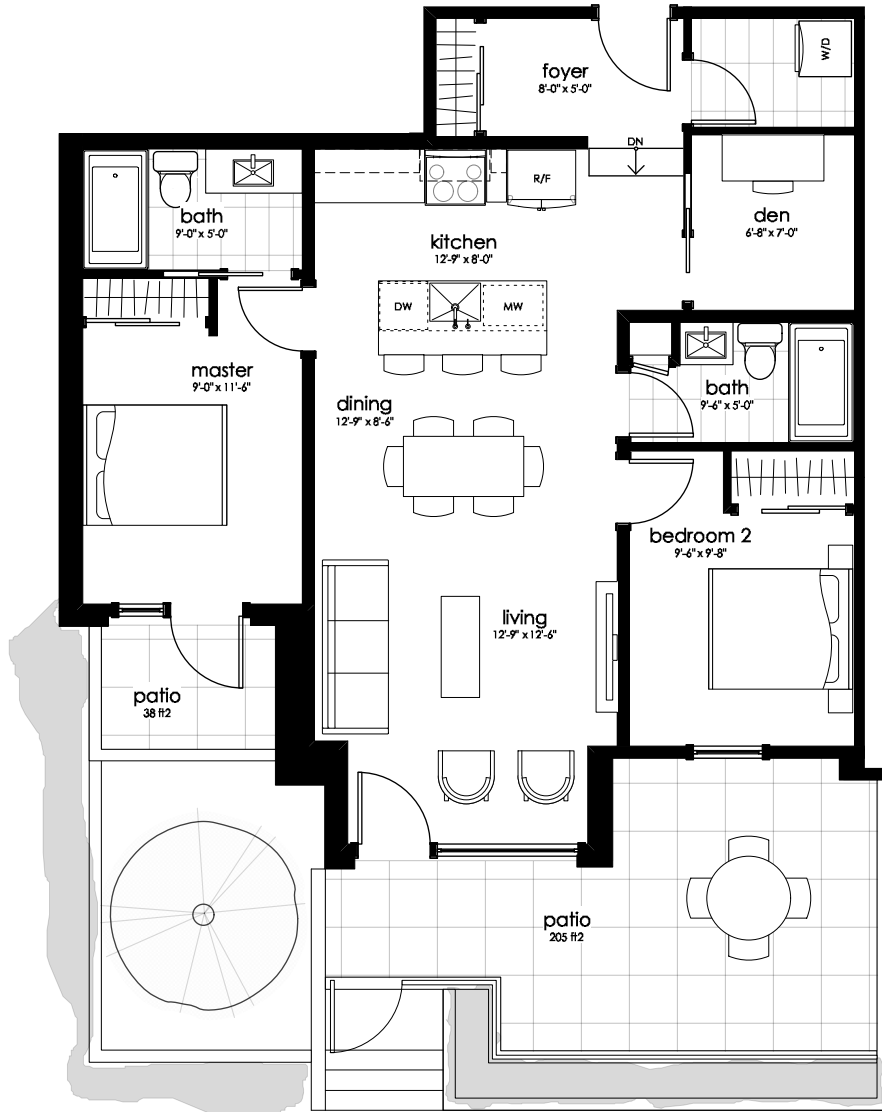 foyer
8'-0" x 5'-0"
W/D
DN
R/F
bath
9'-0" x 5'-0"
den
6'-8" x 7'-0"
kitchen
12'-9" x 8'-0"
DW
MW
master
9'-0" x 11'-6"
bath
9'-6" x 5'-0"
dining
12'-9" x 8'-6"
bedroom 2
9'-6" x 9'-8"
living
12'-9" x 12'-6"
patio
38 ft2
patio
205 ft2